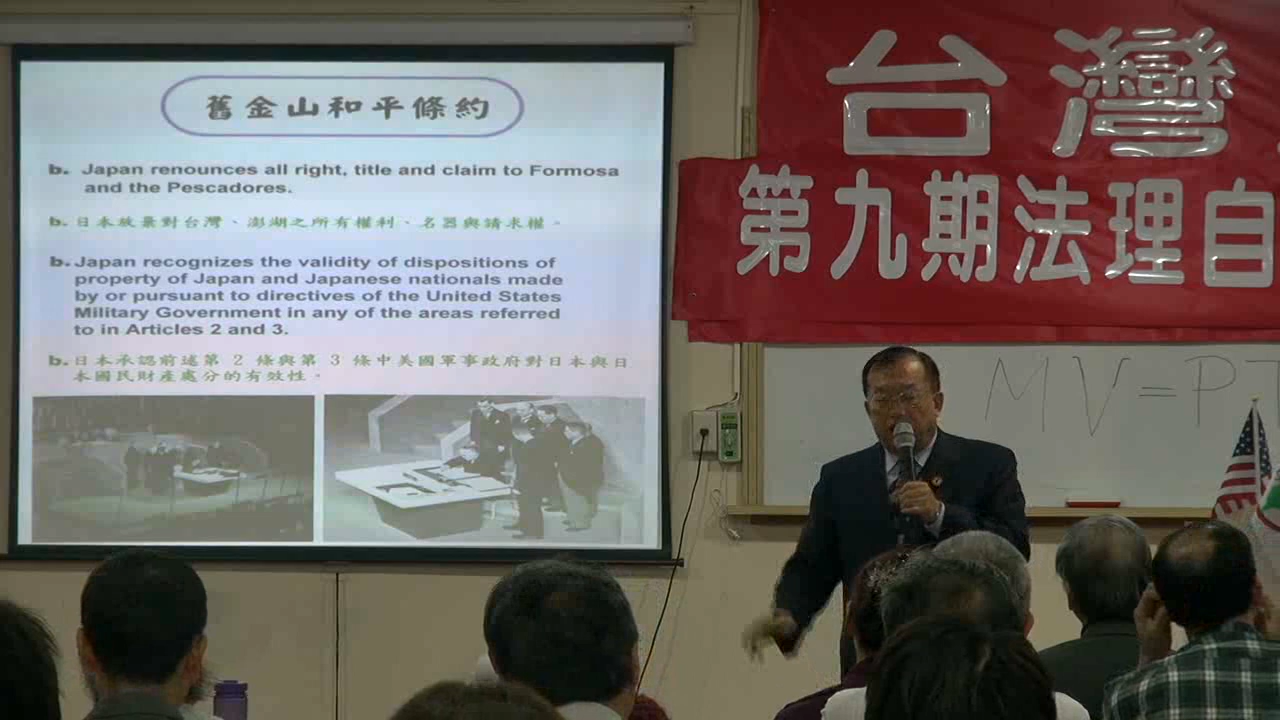 舊金山和平條約
b. Japan renounces all right, title and claim to Formosa
and the Pescadores.
b. 日本放棄對台灣、澎湖之所有權利、名器與請求權。
b. Japan recognizes the validity of dispositions of
property of Japan and Japanese nationals made
by or pursuant to directives of the United States
Military Government in any of the areas referred
to in Articles 2 and 3.
b. 日本承認前述第 2 條與第 3 條中美國軍事政府對日本與日
本國民財產處分的有效性。
台灣
第九期法理自
MV=PT